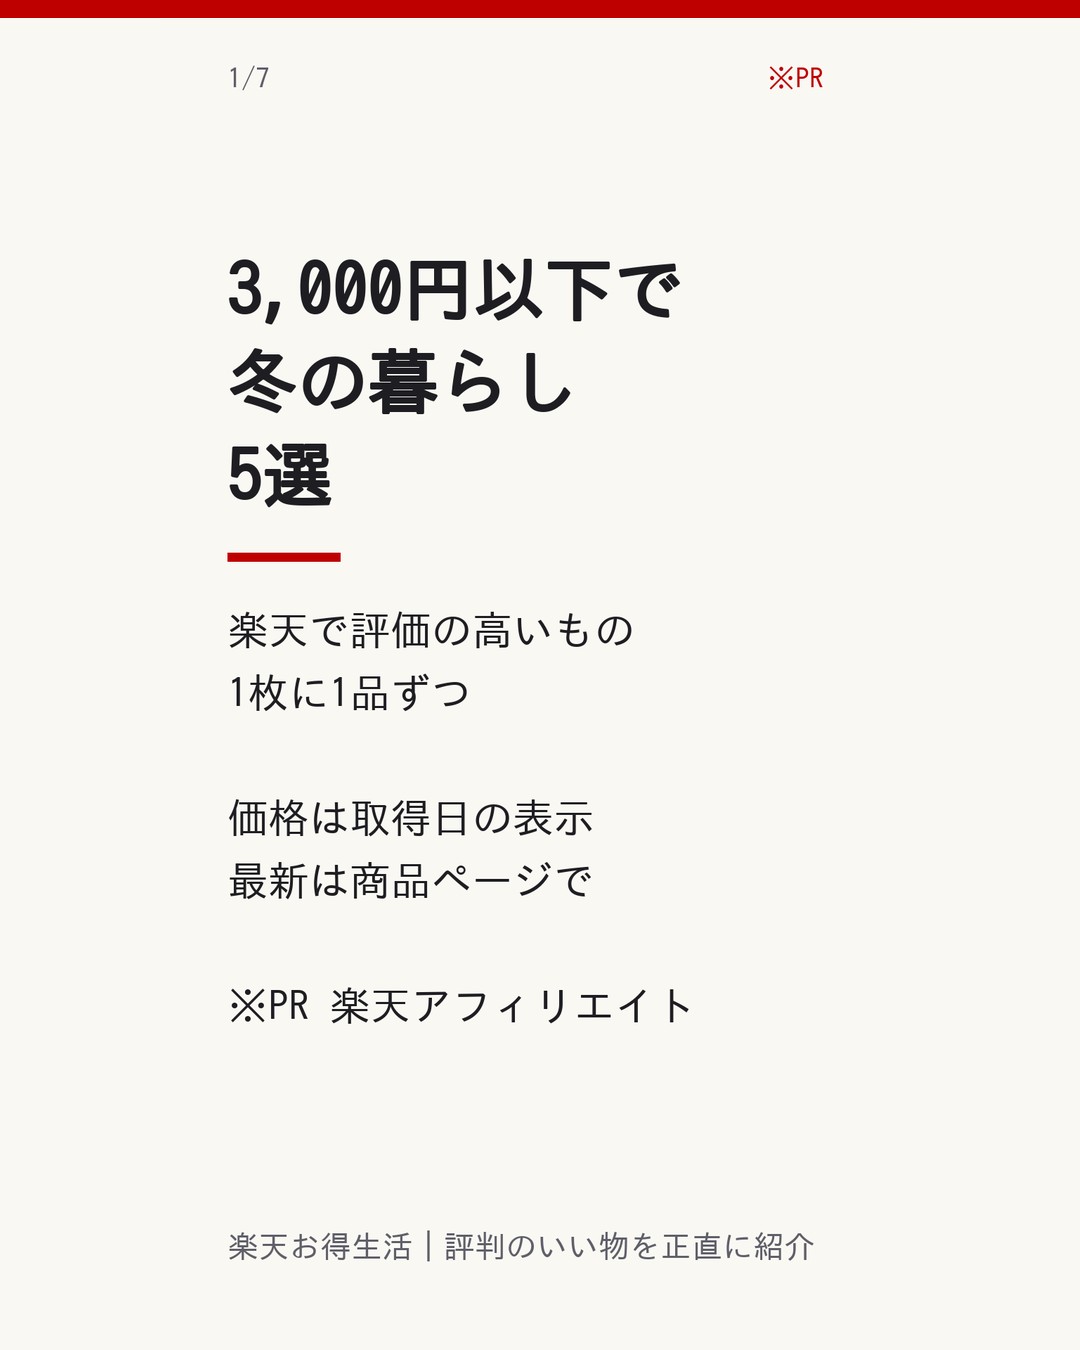 1/7
※PR
3,000円以下で
冬の暮らし
5選
楽天で評価の高いもの
1枚に1品ずつ
価格は取得日の表示
最新は商品ページで
※PR 楽天アフィリエイト
楽天お得生活｜評判のいい物を正直に紹介